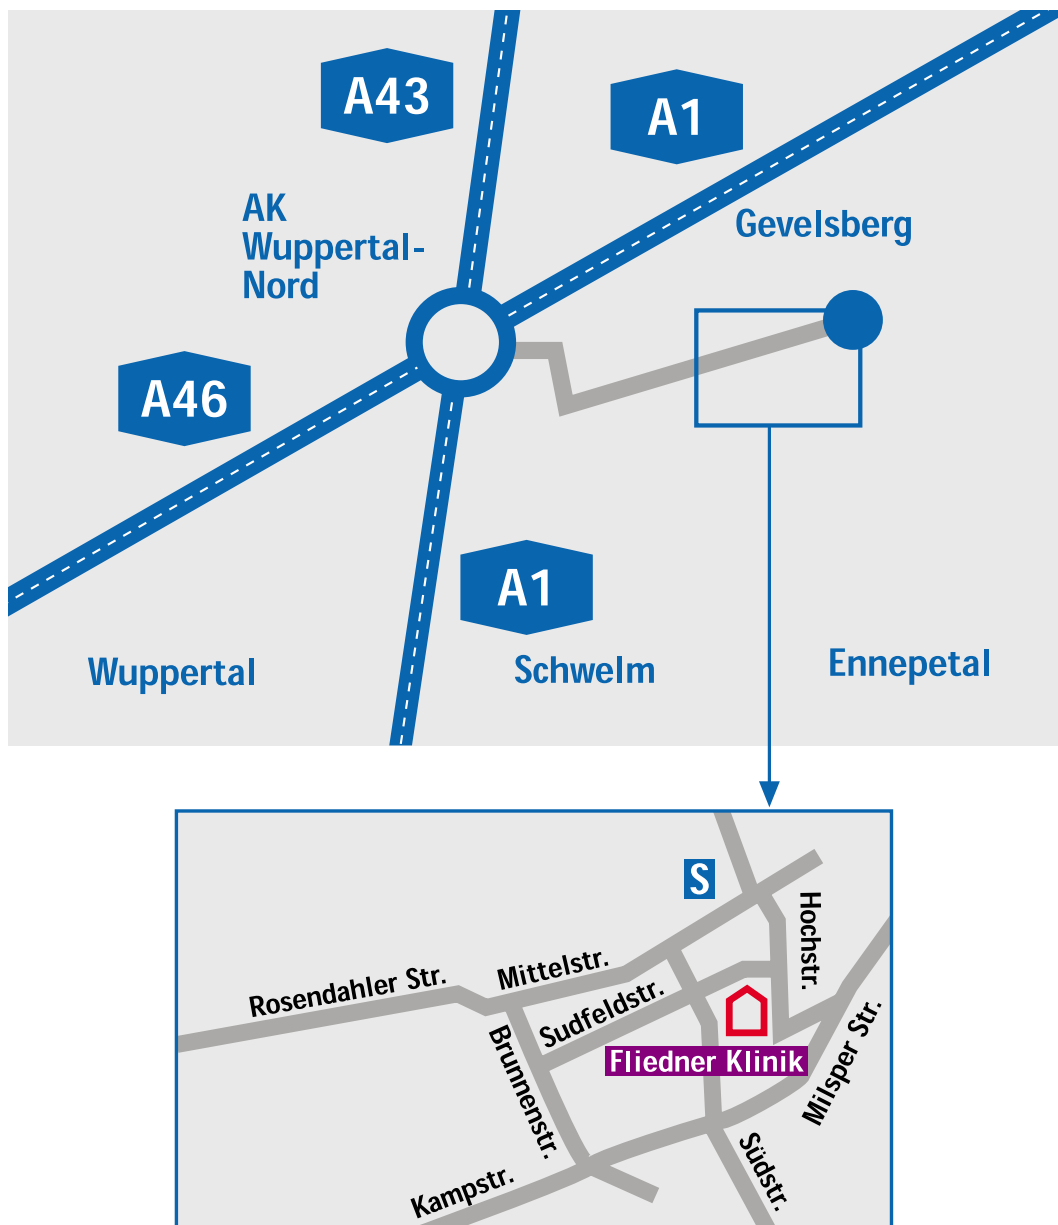 A43
A1
AK
Wuppertal-
Nord
Gevelsberg
A46
A1
Wuppertal
Schwelm
Ennepetal
S
Hochstr.
Mittelstr.
Rosendahler Str.
Sudfeldstr.
Brunnenstr.
Fliedner Klinik
Milsper Str.
Südstr.
Kampstr.